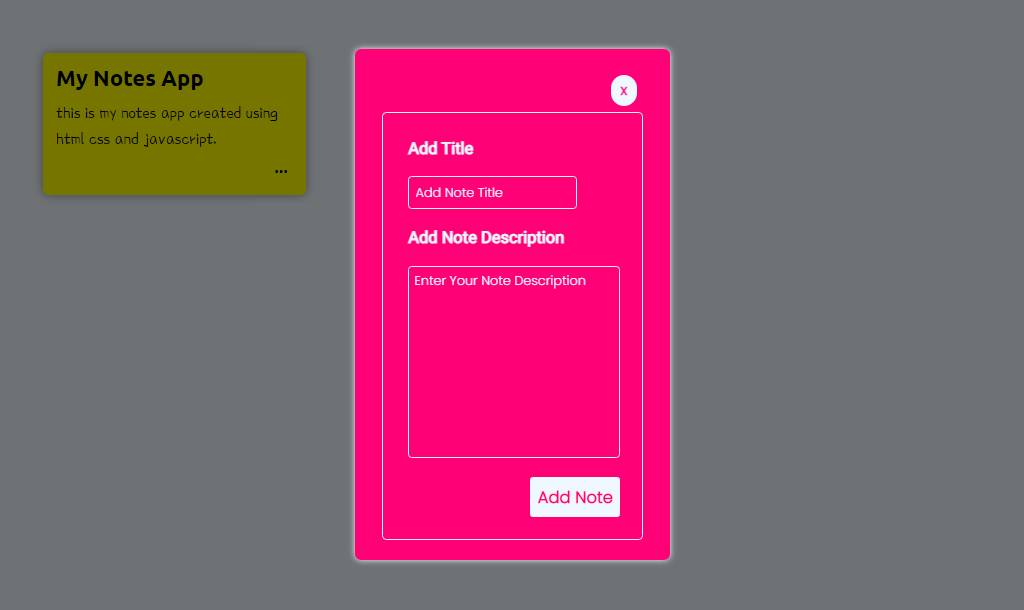 My Notes App
this is my notes app created using
html css and javascript.
...
x
Add Title
Add Note Title
Add Note Description
Enter Your Note Description
Add Note